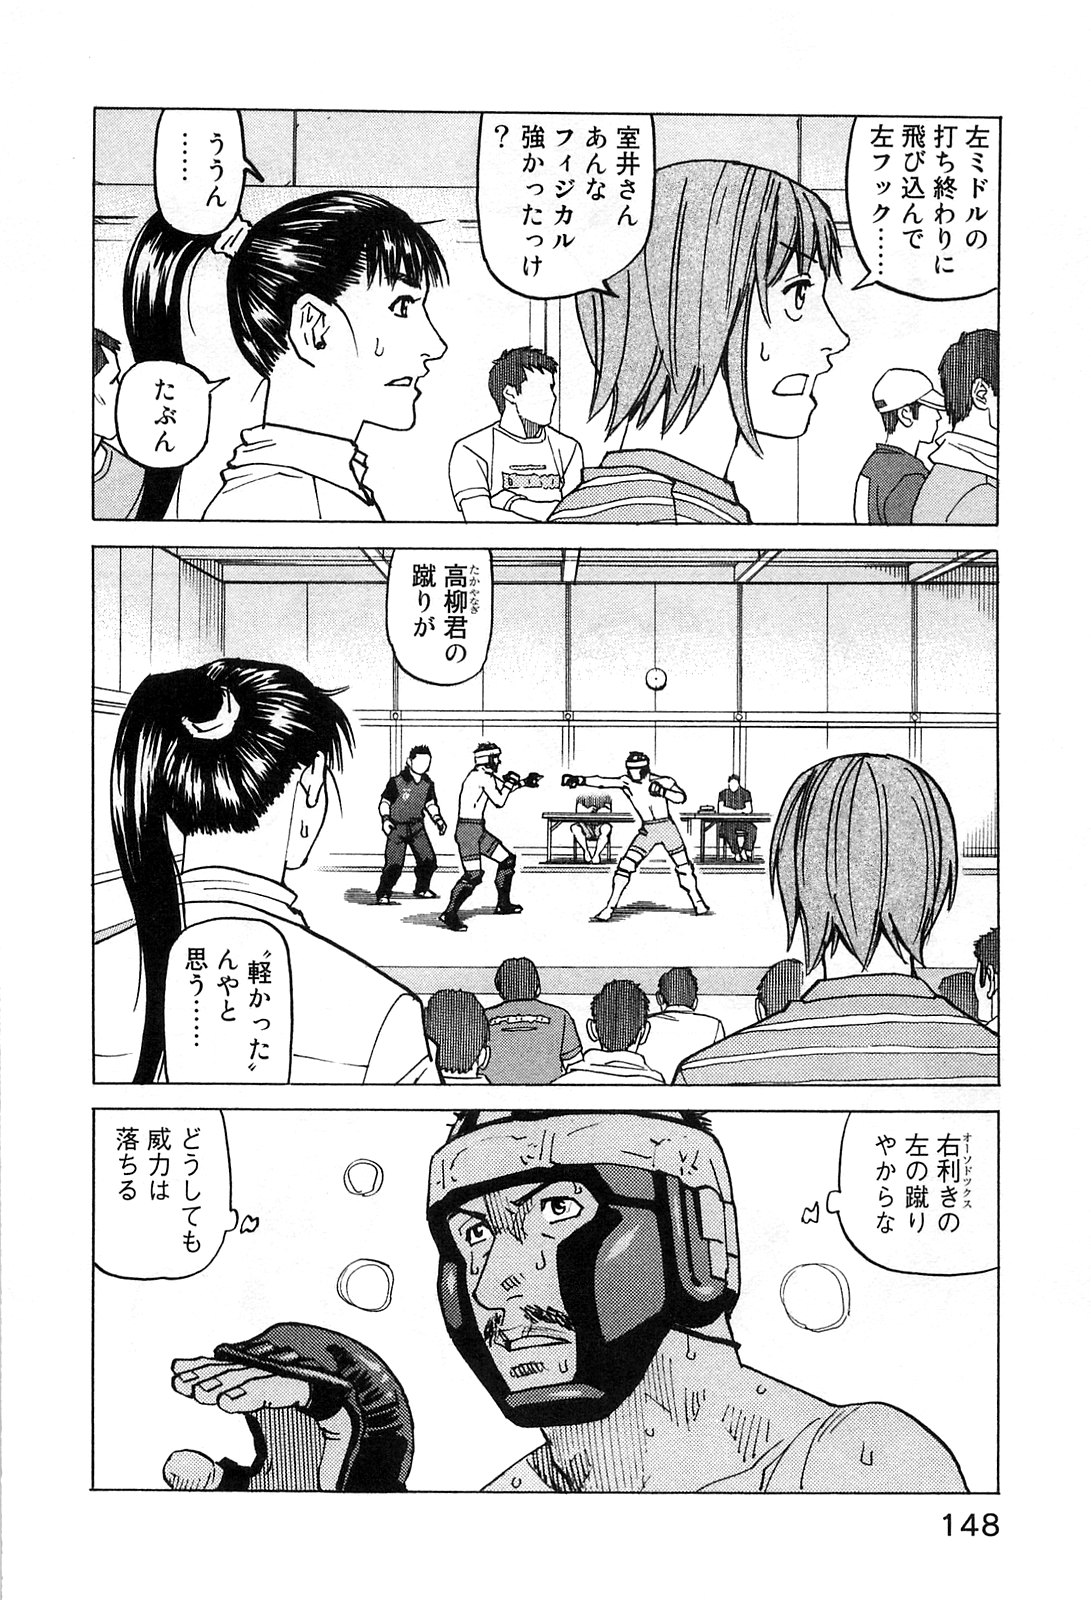 左ミドルの
打ち終わりに
飛び込んで
左フック……
室井さん
あんな
フィジカル
強かったっけ
？
ううん
……
たぶん
高柳君の
たかやなぎ
蹴りが
〝軽かった〟
んやと
思う……
右利きの
オーソドックス
左の蹴り
やからな
どうしても
威力は
落ちる
148